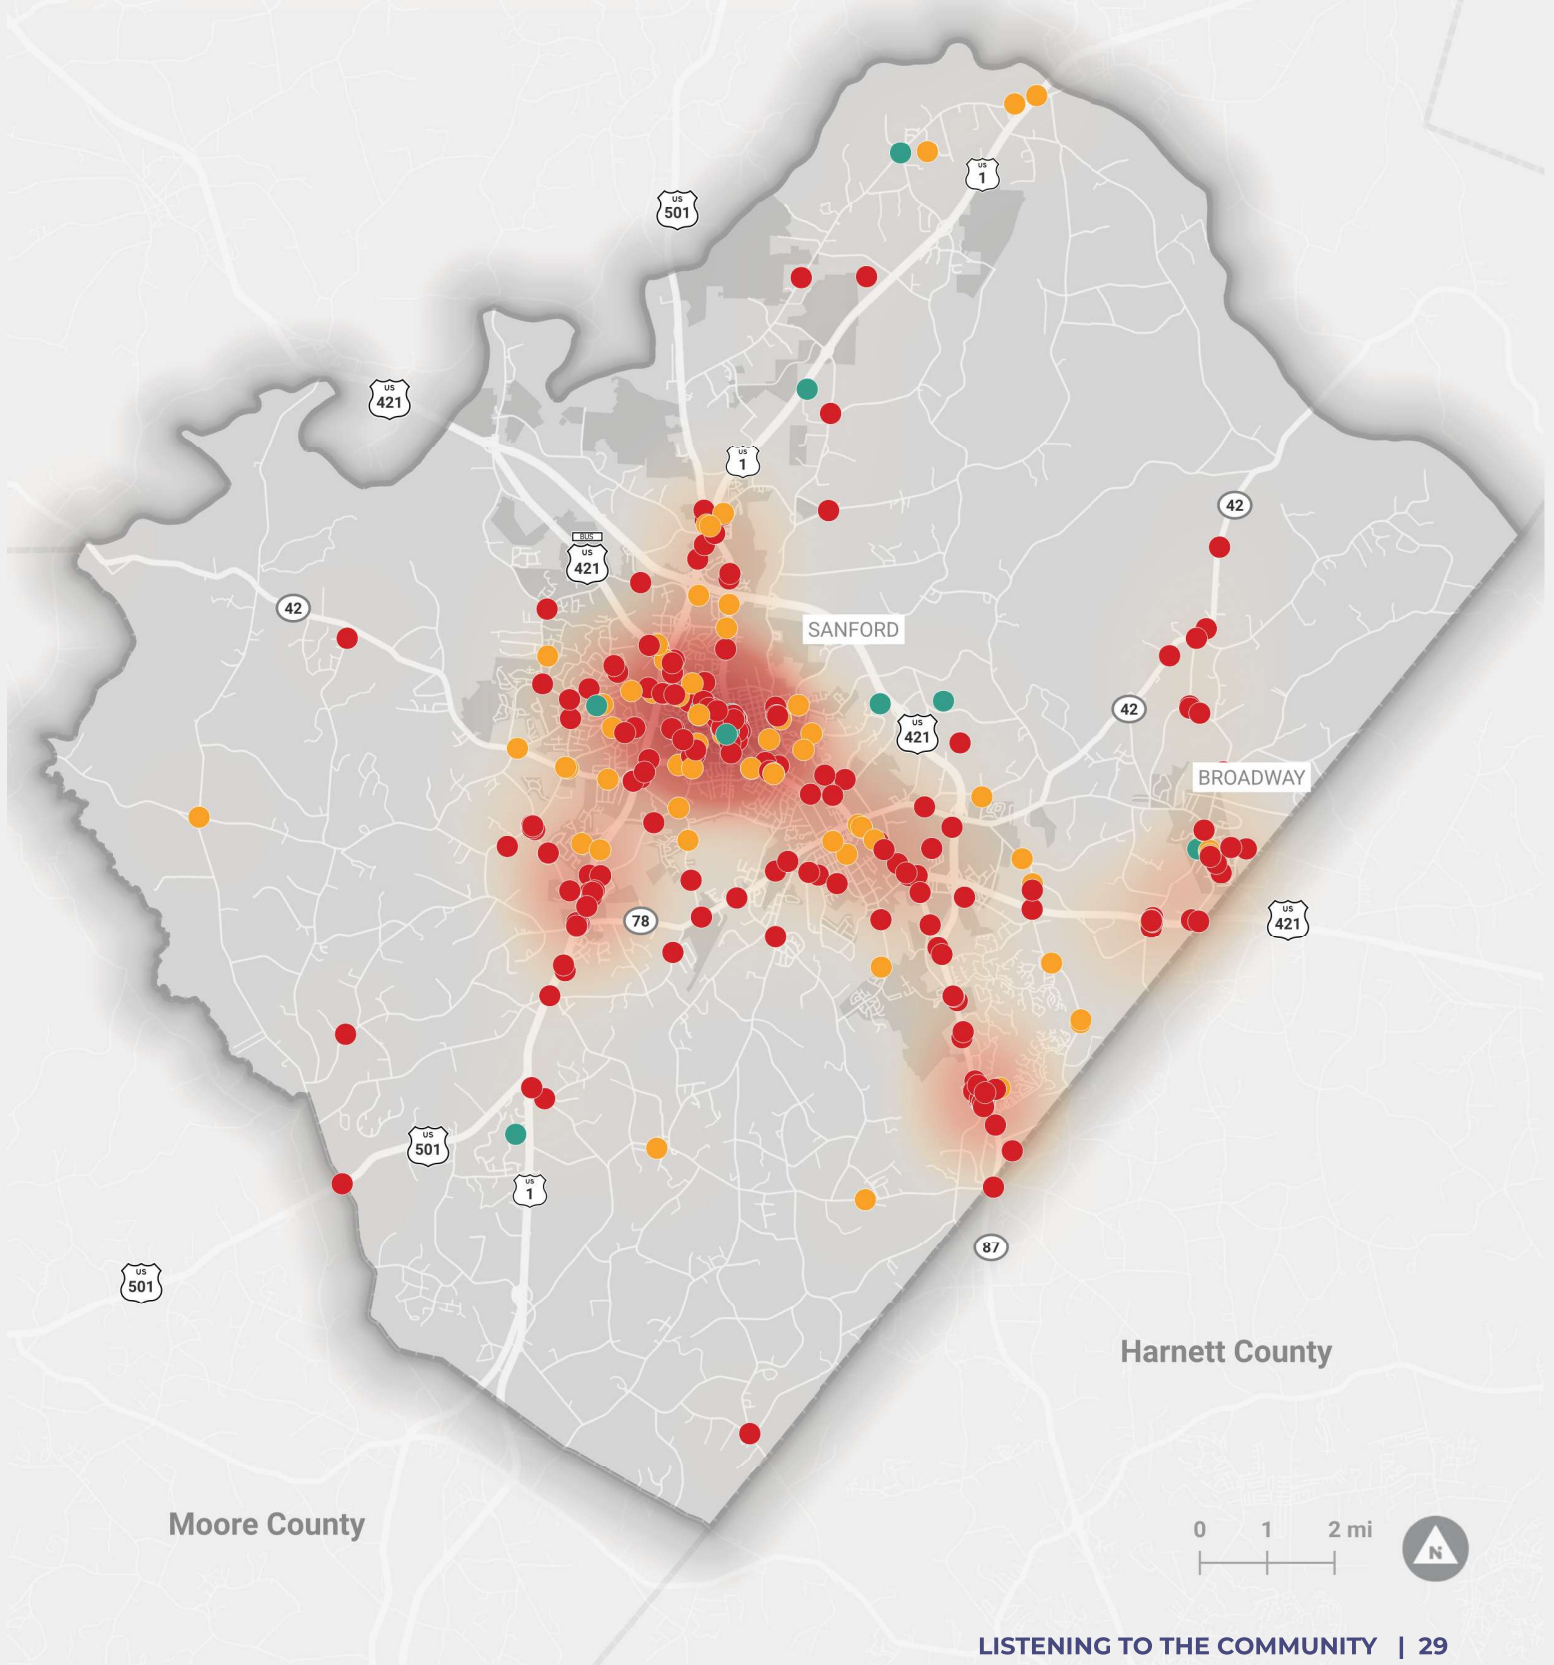 US
1
US
501
US
421
US
1
42
BUS
US
421
42
SANFORD
42
US
421
BROADWAY
78
US
421
US
501
US
1
87
US
501
Harnett County
Moore County
0 1 2 mi
N
LISTENING TO THE COMMUNITY | 29